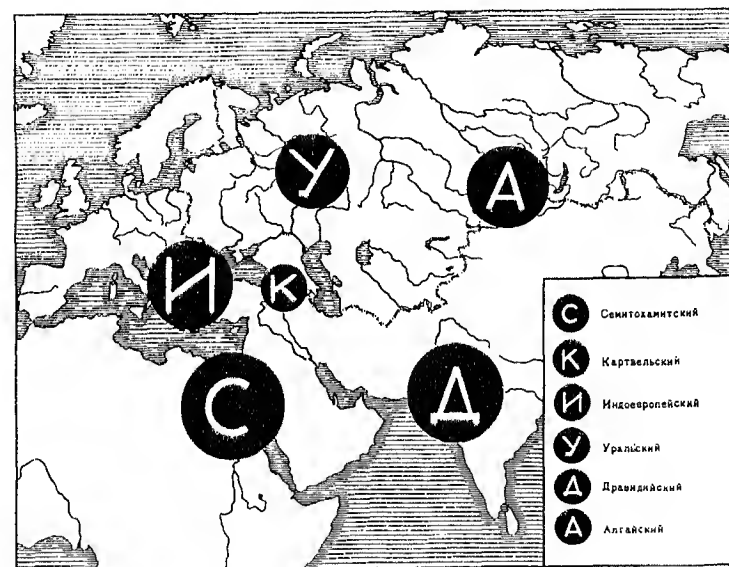 У
А
И
К
С
Д
С Семитохамитский
К Картвельский
И Индоевропейский
У Уральский
Д Дравидийский
А Алтайский